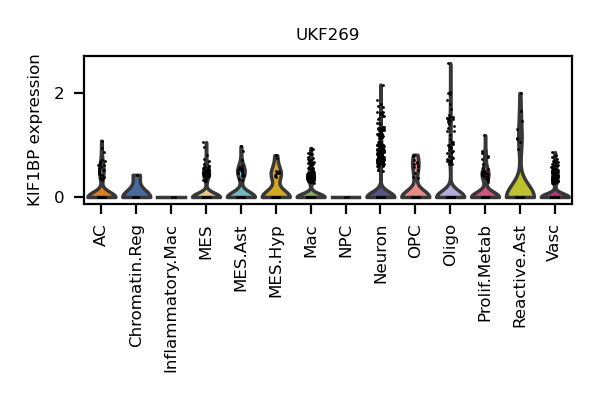 UKF269
KIF1BP expression
2
0
AC
Chromatin.Reg
Inflammatory.Mac
MES
MES.Ast
MES.Hyp
Mac
NPC
Neuron
OPC
Oligo
Prolif.Metab
Reactive.Ast
Vasc